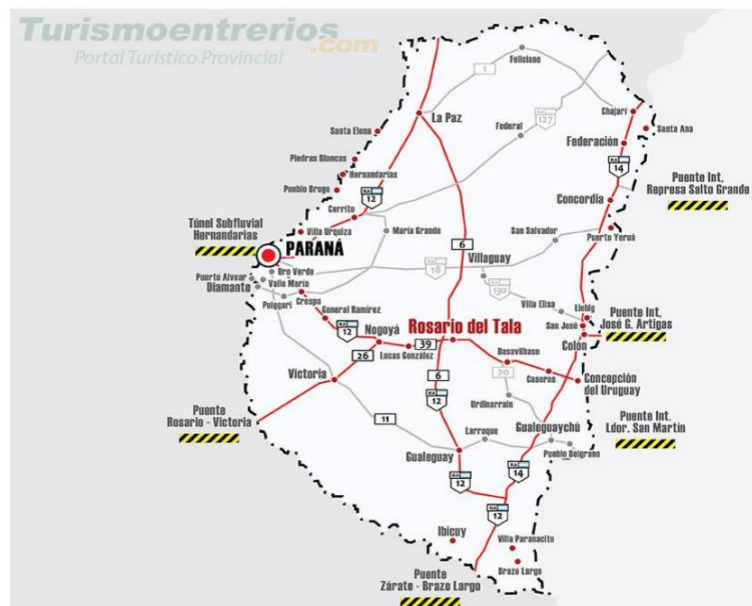 Turismoentrerios
.com
Portal Turístico Provincial
Feliciano
1
Chajarí
La Paz
127
Santa Ana
Santa Elena
Federal
Federación
Piedras Blancas
14
Puente Int,
Represa Salto Grande
Hernandarias
Pueblo Brugo
12
Concordia
Cerrito
Túnel Subfluvial
Hernandarias
Villa Urquiza
María Grande
San Salvador
Puerto Yeruá
PARANÁ
6
Oro Verde
18
Villaguay
Puerto Alvear
Valle María
Diamante
130
Puiggari
Crespo
Villa Elisa
Liebig
General Ramírez
Puente Int,
José G. Artigas
San José
12
Rosario del Tala
Nogoyá
39
Colón
26
Lucas González
Basavilbaso
Victoria
6
20
Caseros
Concepción
del Uruguay
12
Urdinarrain
Puente
Rosario - Victoria
11
Larroque
Gualeguaychú
Puente Int.
Ldor. San Martín
Gualeguay
Pueblo Belgrano
14
12
12
Ibicuy
Villa Paranacito
Brazo Largo
Puente
Zárate - Brazo Largo